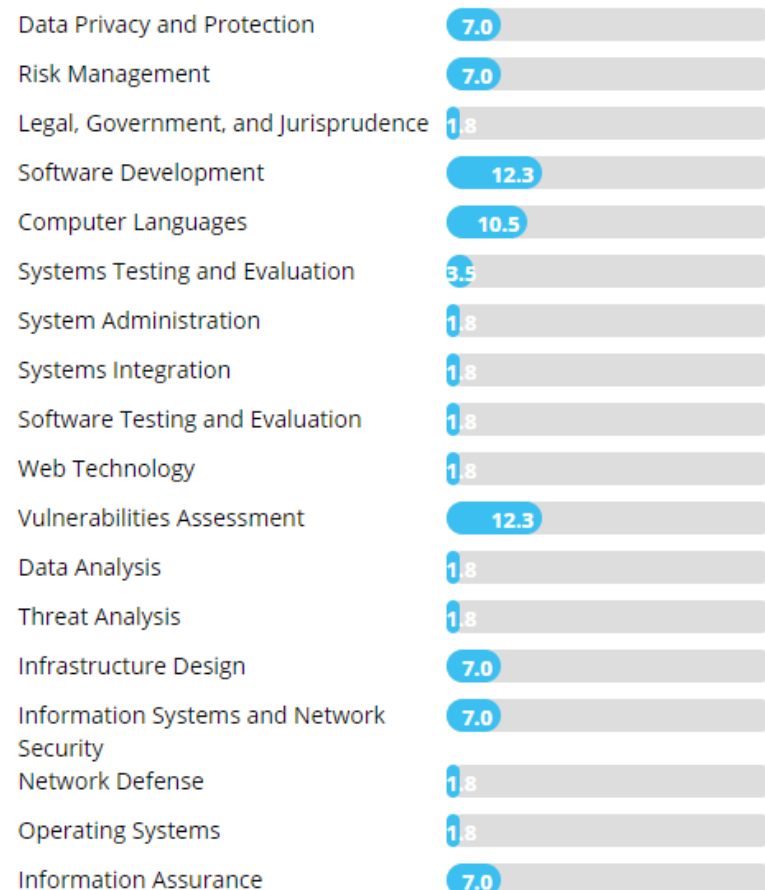 Data Privacy and Protection 7.0
Risk Management 7.0
Legal, Government, and Jurisprudence 1.8
Software Development 12.3
Computer Languages 10.5
Systems Testing and Evaluation 3.5
System Administration 1.8
Systems Integration 1.8
Software Testing and Evaluation 1.8
Web Technology 1.8
Vulnerabilities Assessment 12.3
Data Analysis 1.8
Threat Analysis 1.8
Infrastructure Design 7.0
Information Systems and Network 7.0
Security
Network Defense 1.8
Operating Systems 1.8
Information Assurance 7.0